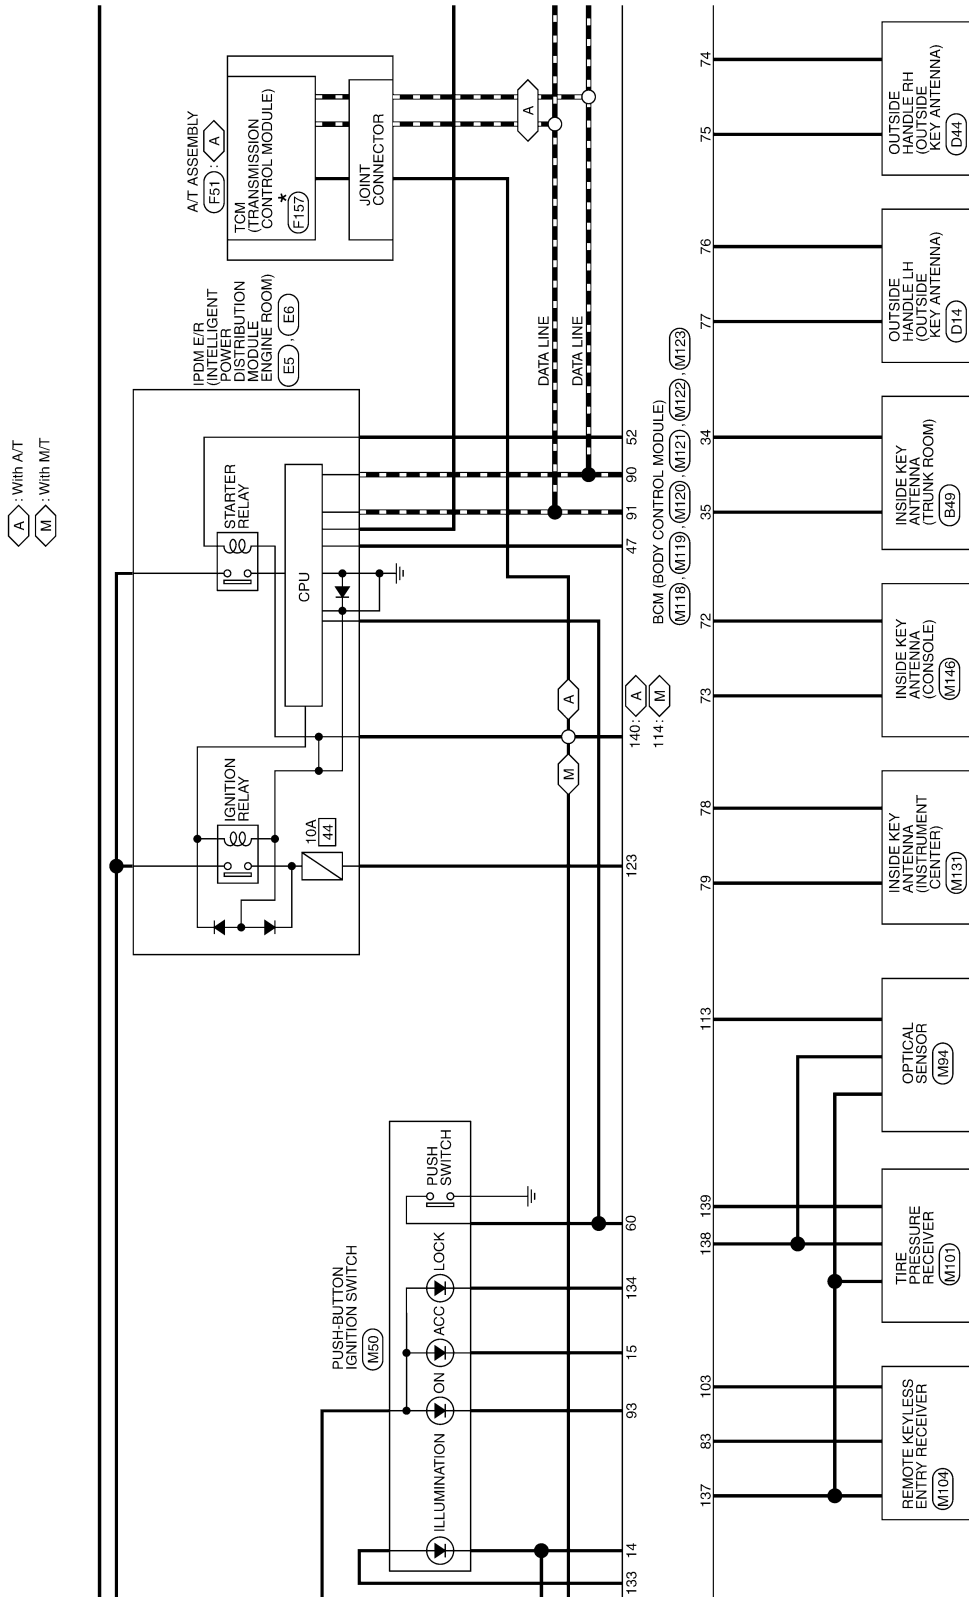 A : With A/T
M : With M/T
A/T ASSEMBLY
F51 : A
TCM
(TRANSMISSION
CONTROL MODULE)
*
F157
JOINT
CONNECTOR
A
IPDM E/R
(INTELLIGENT
POWER
DISTRIBUTION
MODULE
ENGINE ROOM)
E5 , E6
STARTER
RELAY
CPU
IGNITION
RELAY
10A
44
DATA LINE
DATA LINE
A
M
PUSH-BUTTON
IGNITION SWITCH
M50
PUSH
SWITCH
LOCK
ACC
ON
ILLUMINATION
52
90
91
47
140: A
114: M
123
60
134
15
93
14
133
BCM (BODY CONTROL MODULE)
M118 , M119 , M120 , M121 , M122 , M123
74
75
76
77
34
35
72
73
78
79
113
139
138
103
83
137
OUTSIDE
HANDLE RH
(OUTSIDE
KEY ANTENNA)
D44
OUTSIDE
HANDLE LH
(OUTSIDE
KEY ANTENNA)
D14
INSIDE KEY
ANTENNA
(TRUNK ROOM)
B49
INSIDE KEY
ANTENNA
(CONSOLE)
M146
INSIDE KEY
ANTENNA
(INSTRUMENT
CENTER)
M131
OPTICAL
SENSOR
M94
TIRE
PRESSURE
RECEIVER
M101
REMOTE KEYLESS
ENTRY RECEIVER
M104